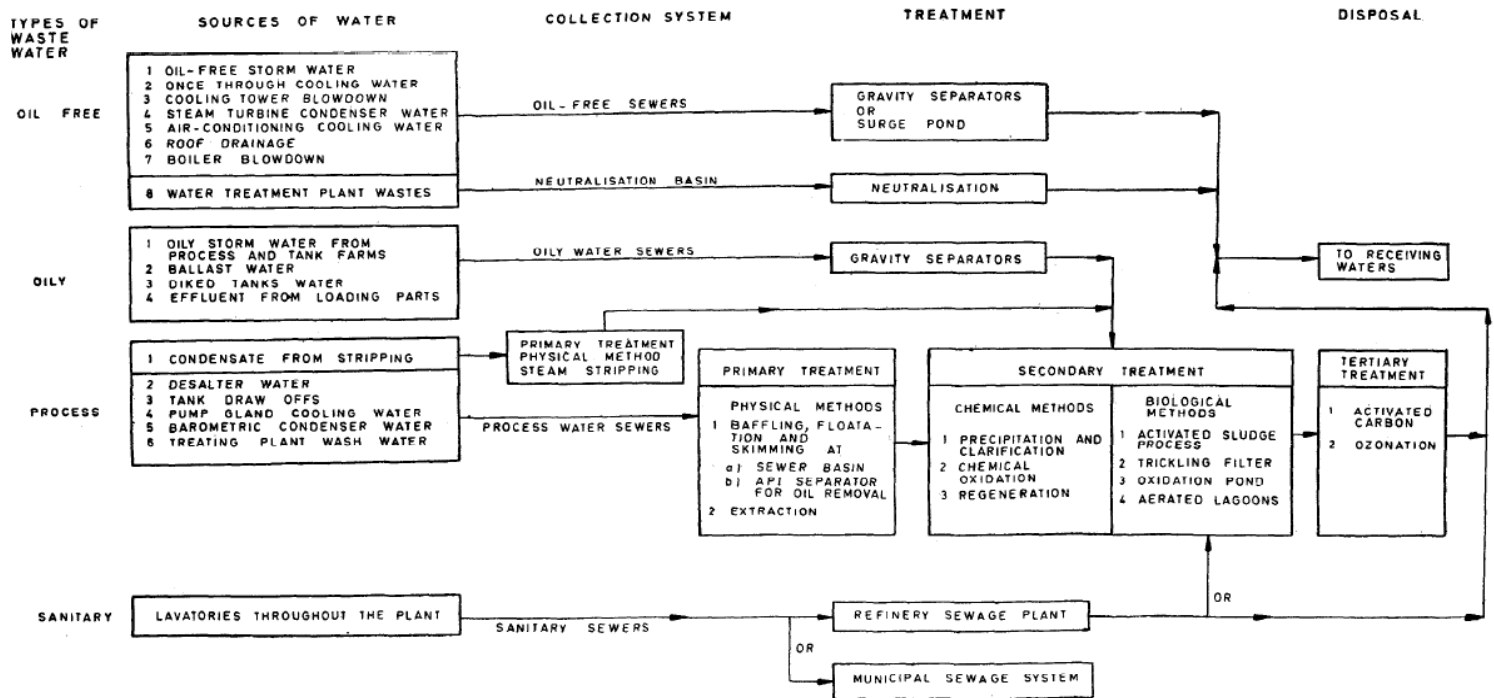 TYPES OF
WASTE
WATER
SOURCES OF WATER
COLLECTION SYSTEM
TREATMENT
DISPOSAL
OIL FREE
1 OIL-FREE STORM WATER
2 ONCE THROUGH COOLING WATER
3 COOLING TOWER BLOWDOWN
4 STEAM TURBINE CONDENSER WATER
5 AIR-CONDITIONING COOLING WATER
6 ROOF DRAINAGE
7 BOILER BLOWDOWN
OIL-FREE SEWERS
GRAVITY SEPARATORS
OR
SURGE POND
8 WATER TREATMENT PLANT WASTES
NEUTRALISATION BASIN
NEUTRALISATION
OILY
1 OILY STORM WATER FROM
PROCESS AND TANK FARMS
2 BALLAST WATER
3 DIKED TANKS WATER
4 EFFLUENT FROM LOADING PARTS
OILY WATER SEWERS
GRAVITY SEPARATORS
TO RECEIVING
WATERS
PROCESS
1 CONDENSATE FROM STRIPPING
2 DESALTER WATER
3 TANK DRAW OFFS
4 PUMP GLAND COOLING WATER
5 BAROMETRIC CONDENSER WATER
6 TREATING PLANT WASH WATER
PRIMARY TREATMENT
PHYSICAL METHOD
STEAM STRIPPING
PROCESS WATER SEWERS
PRIMARY TREATMENT
PHYSICAL METHODS
1 BAFFLING, FLOATA-
TION AND
SKIMMING AT
a) SEWER BASIN
b) API SEPARATOR
FOR OIL REMOVAL
2 EXTRACTION
SECONDARY TREATMENT
CHEMICAL METHODS
1 PRECIPITATION AND
CLARIFICATION
2 CHEMICAL
OXIDATION
3 REGENERATION
BIOLOGICAL
METHODS
1 ACTIVATED SLUDGE
PROCESS
2 TRICKLING FILTER
3 OXIDATION POND
4 AERATED LAGOONS
TERTIARY
TREATMENT
1 ACTIVATED
CARBON
2 OZONATION
SANITARY
LAVATORIES THROUGHOUT THE PLANT
SANITARY SEWERS
REFINERY SEWAGE PLANT
OR
OR
MUNICIPAL SEWAGE SYSTEM